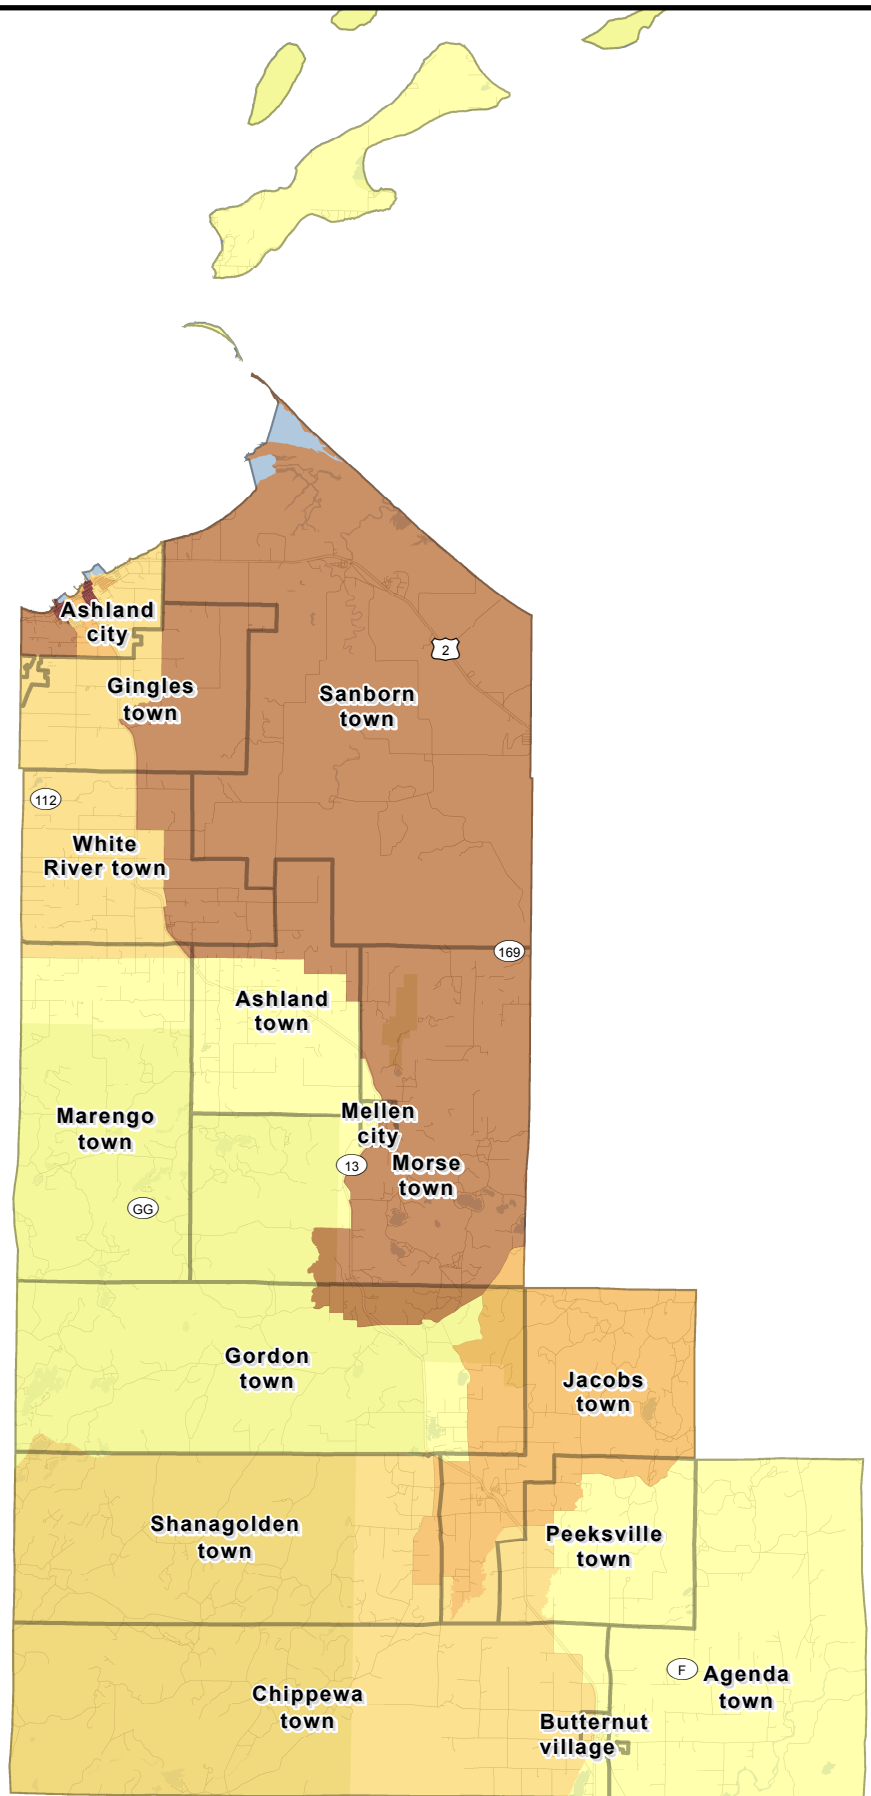 Ashland
city
2
Gingles
town
Sanborn
town
112
White
River town
169
Ashland
town
Marengo
town
Mellen
city
13
Morse
town
GG
Gordon
town
Jacobs
town
Shanagolden
town
Peeksville
town
F
Agenda
town
Chippewa
town
Butternut
village